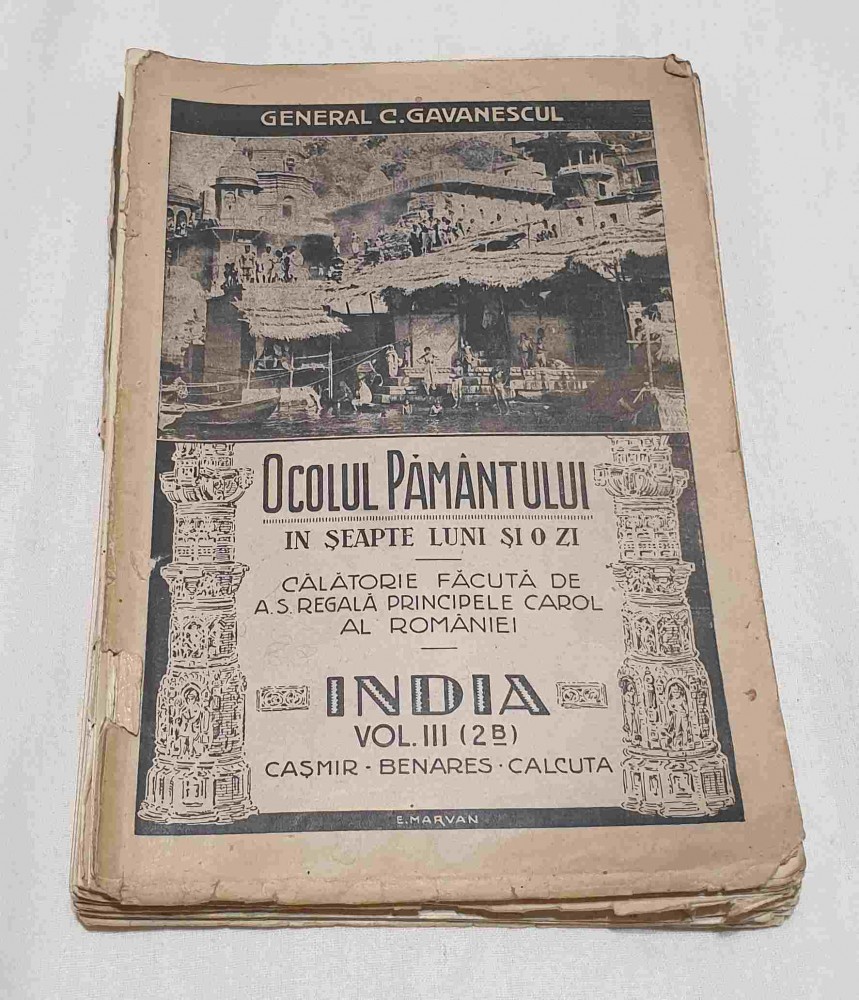 GENERAL C. GAVANESCUL
OCOLUL PĂMÂNTULUI
IN ȘEAPTE LUNI ȘI O ZI
CĂLĂTORIE FĂCUTĂ DE
A.S. REGALĂ PRINCIPELE CAROL
AL ROMÂNIEI
INDIA
VOL. III (2B)
CAȘMIR - BENARES · CALCUTA
E. MARVAN